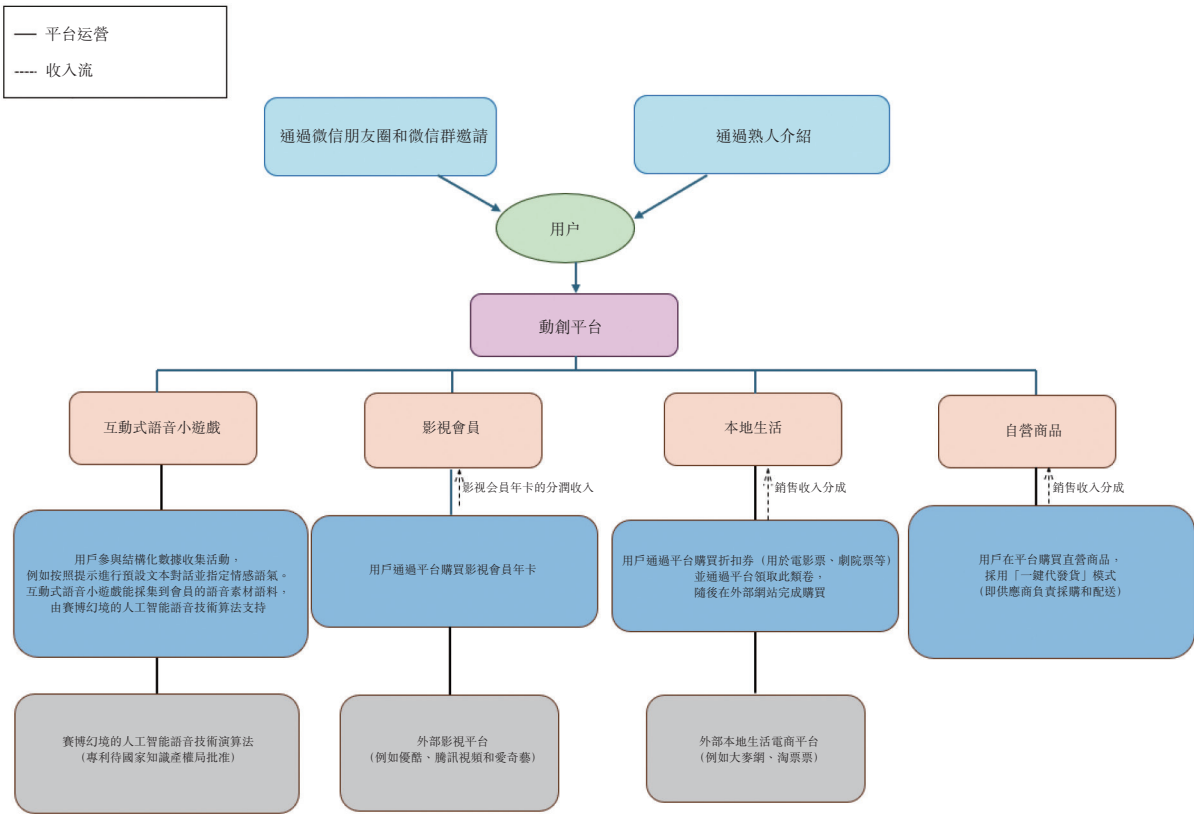 平台运营
收入流
通過微信朋友圈和微信群邀請
通過熟人介紹
用户
動創平台
互動式語音小遊戲
影視會員
本地生活
自營商品
影视会員年卡的分潤收入
銷售收入分成
銷售收入分成
用戶參與結構化數據收集活動，
例如按照提示進行預設文本對話並指定情感語氣。
互動式語音小遊戲能採集到會員的語音素材語料，
由賽博幻境的人工智能語音技術算法支持
用戶通過平台購買影視會員年卡
用戶通過平台購買折扣券（用於電影票、劇院票等）
並通過平台領取此類卷，
隨後在外部網站完成購買
用戶在平台購買直營商品，
採用「一鍵代發貨」模式
(即供應商負責採購和配送)
賽博幻境的人工智能語音技術演算法
(專利待國家知識產權局批准)
外部影視平台
(例如優酷、騰訊視頻和愛奇藝)
外部本地生活電商平台
(例如大麥網、淘票票)